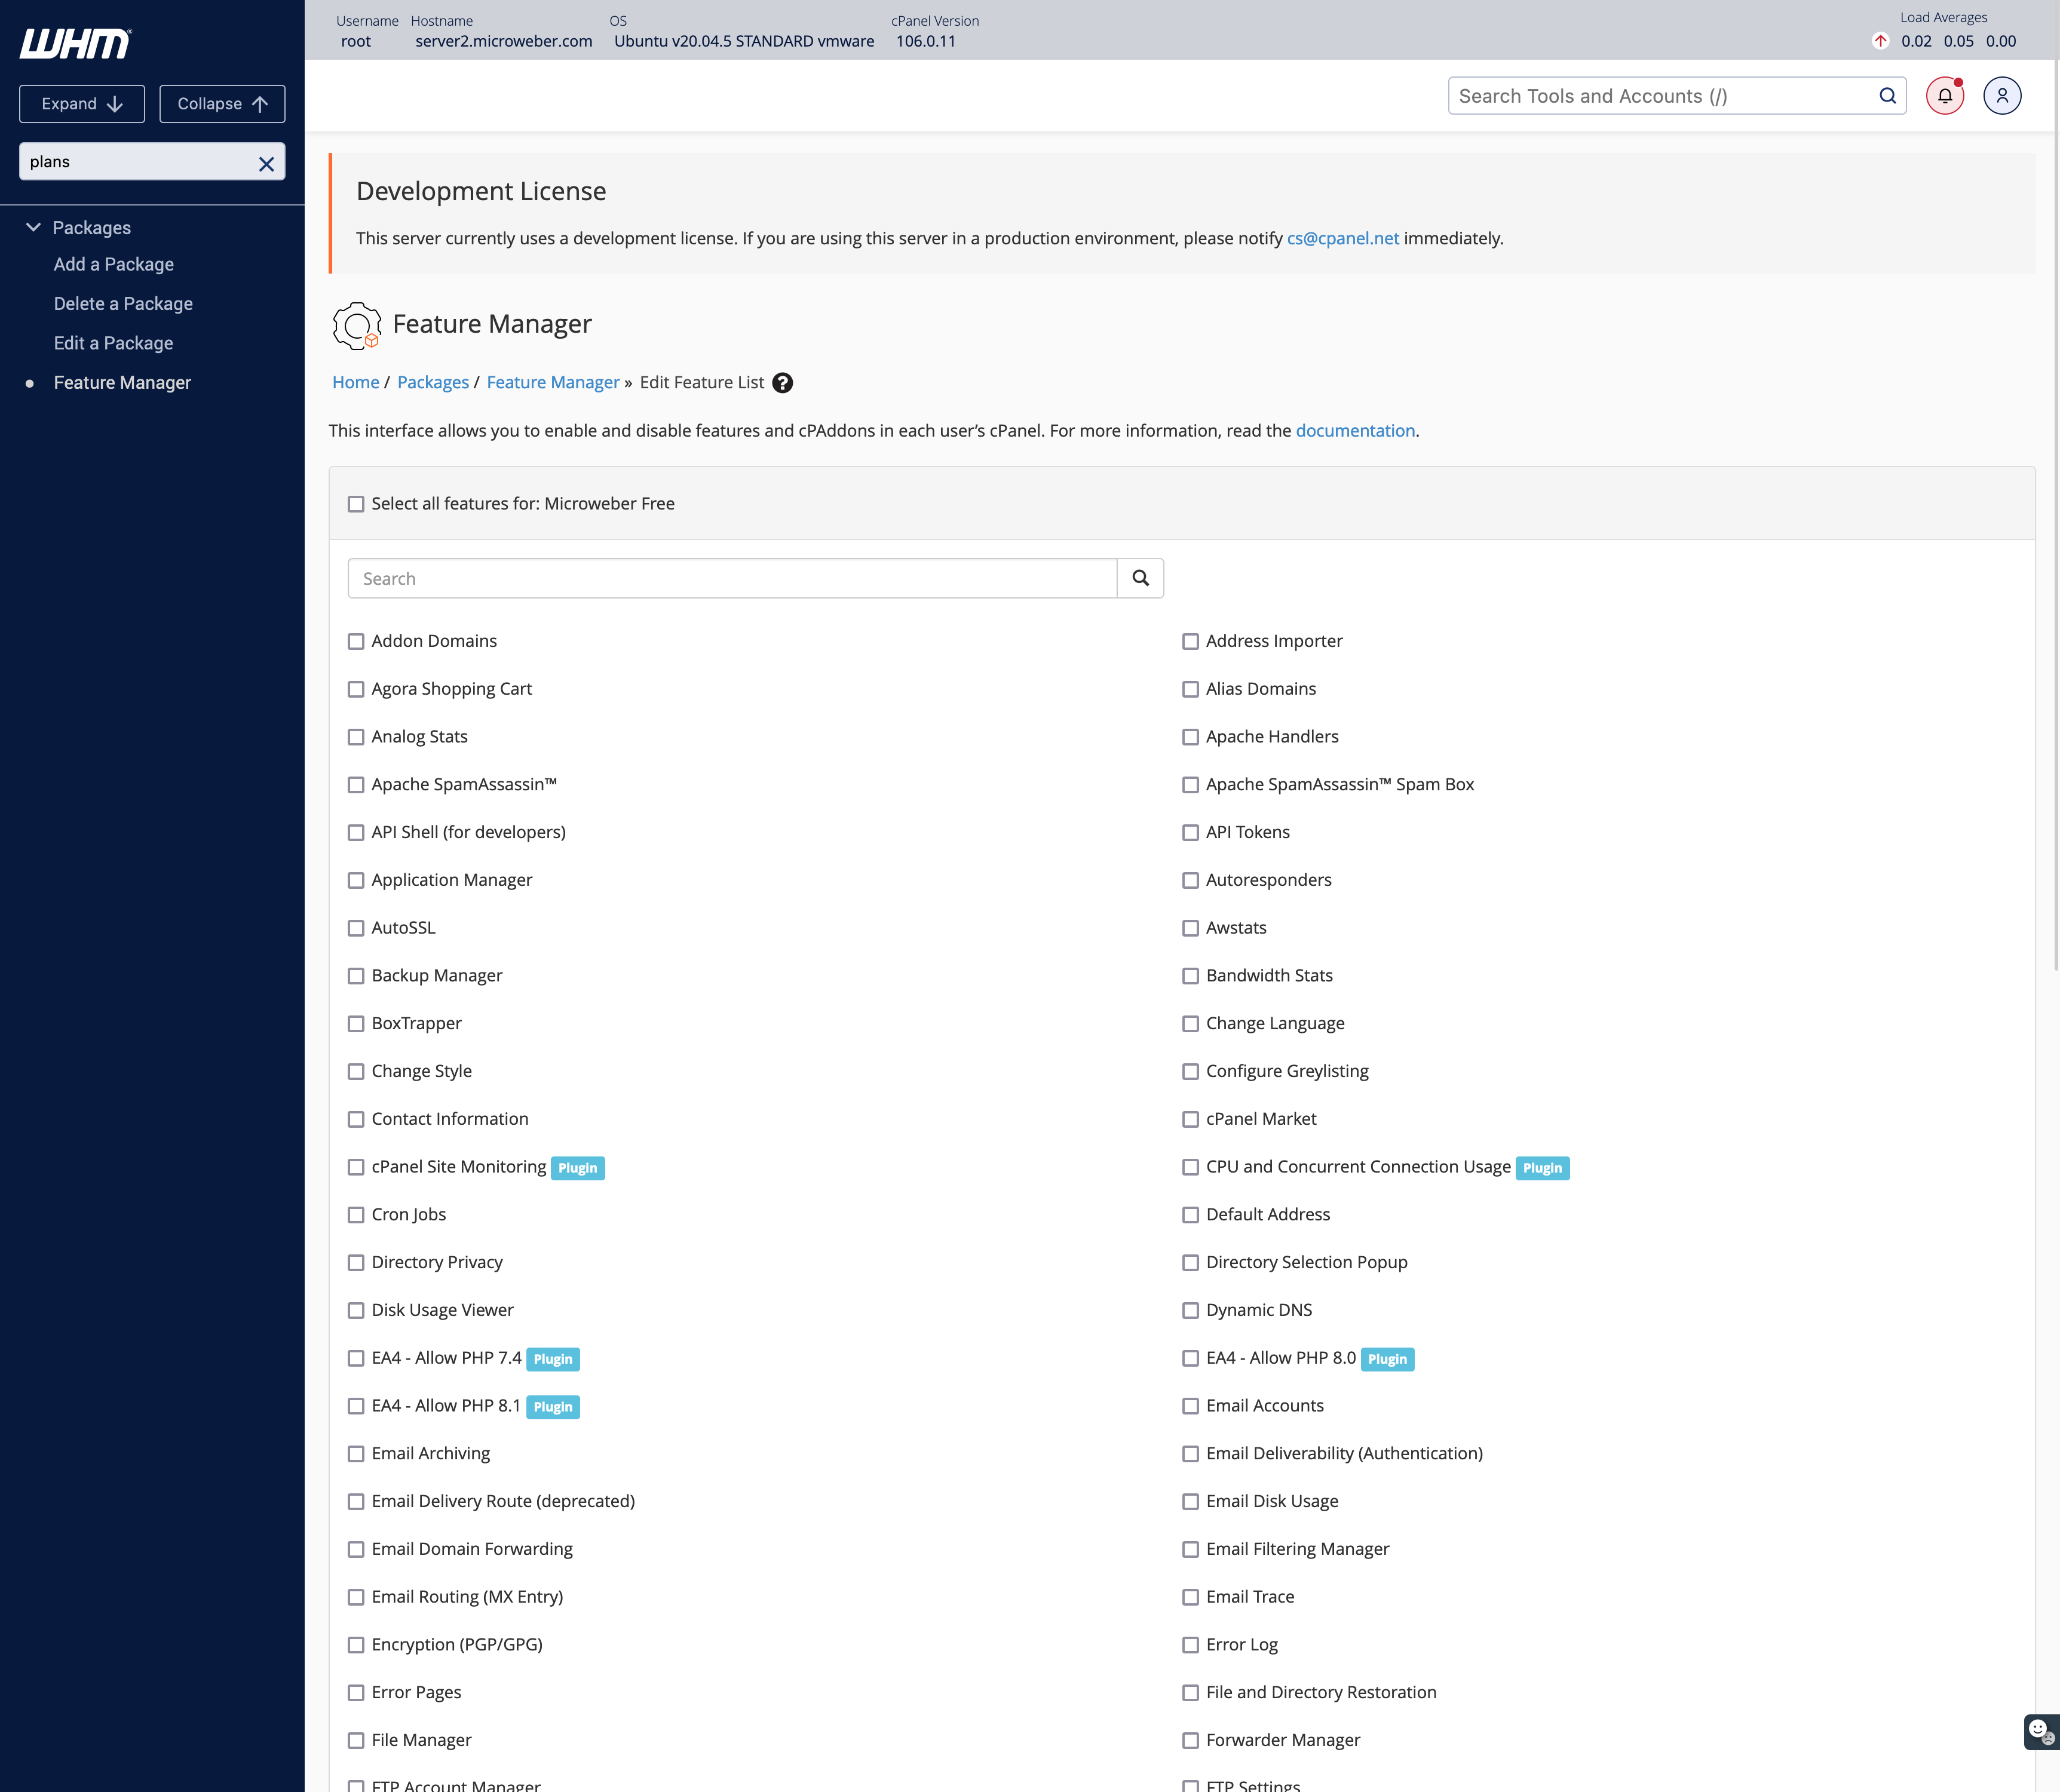 WHM
Username Hostname OS cPanel Version Load Averages
root server2.microweber.com Ubuntu v20.04.5 STANDARD vmware 106.0.11 0.02 0.05 0.00
Expand Collapse
plans
Packages
Add a Package
Delete a Package
Edit a Package
Feature Manager
Search Tools and Accounts (/)
Development License
This server currently uses a development license. If you are using this server in a production environment, please notify cs@cpanel.net immediately.
Feature Manager
Home / Packages / Feature Manager » Edit Feature List
This interface allows you to enable and disable features and cPAddons in each user’s cPanel. For more information, read the documentation.
Select all features for: Microweber Free
Search
Addon Domains Address Importer
Agora Shopping Cart Alias Domains
Analog Stats Apache Handlers
Apache SpamAssassin™ Apache SpamAssassin™ Spam Box
API Shell (for developers) API Tokens
Application Manager Autoresponders
AutoSSL Awstats
Backup Manager Bandwidth Stats
BoxTrapper Change Language
Change Style Configure Greylisting
Contact Information cPanel Market
cPanel Site Monitoring Plugin CPU and Concurrent Connection Usage Plugin
Cron Jobs Default Address
Directory Privacy Directory Selection Popup
Disk Usage Viewer Dynamic DNS
EA4 - Allow PHP 7.4 Plugin EA4 - Allow PHP 8.0 Plugin
EA4 - Allow PHP 8.1 Plugin Email Accounts
Email Archiving Email Deliverability (Authentication)
Email Delivery Route (deprecated) Email Disk Usage
Email Domain Forwarding Email Filtering Manager
Email Routing (MX Entry) Email Trace
Encryption (PGP/GPG) Error Log
Error Pages File and Directory Restoration
File Manager Forwarder Manager
FTP Account Manager FTP Settings